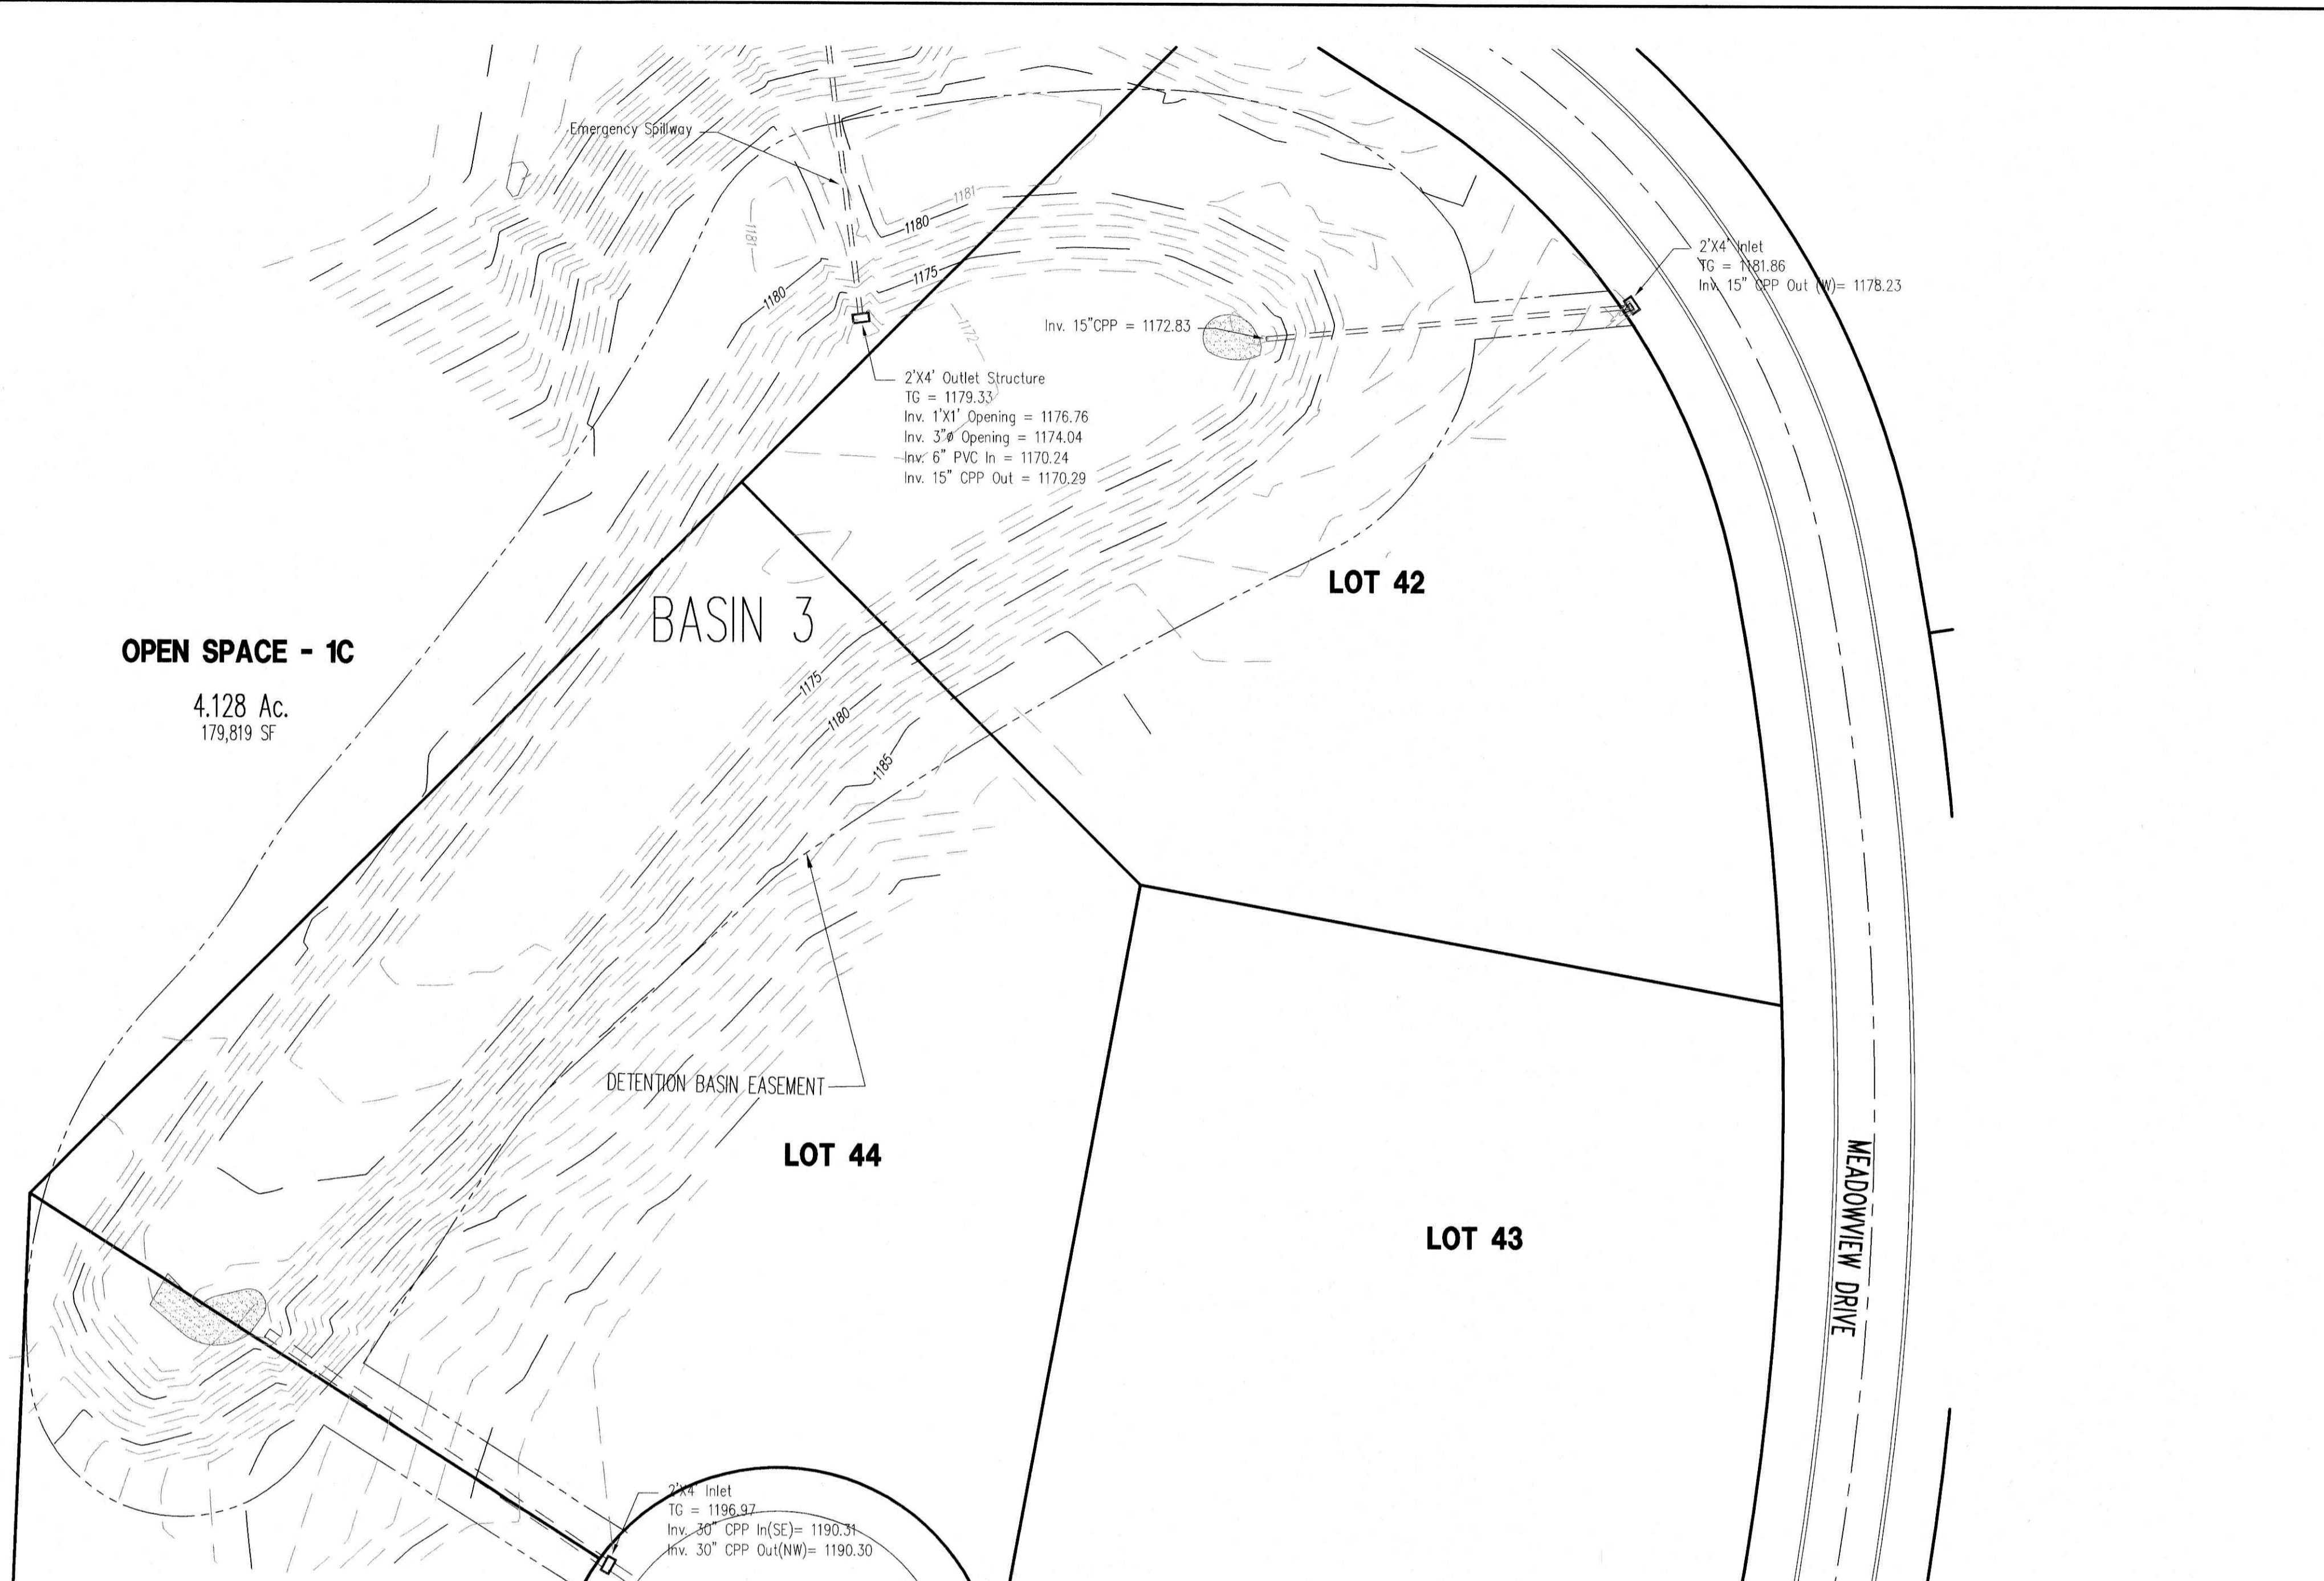 Emergency Spillway
1181
1180
1181
1180
1175
1172
2'X4' Inlet
TG = 1181.86
Inv. 15" CPP Out (W)= 1178.23
Inv. 15"CPP = 1172.83
2'X4' Outlet Structure
TG = 1179.33
Inv. 1'X1' Opening = 1176.76
Inv. 3"ø Opening = 1174.04
Inv. 6" PVC In = 1170.24
Inv. 15" CPP Out = 1170.29
LOT 42
BASIN 3
OPEN SPACE - 1C
4.128 Ac.
179,819 SF
1175
1180
1185
DETENTION BASIN EASEMENT
LOT 44
LOT 43
MEADOWVIEW DRIVE
2'X4' Inlet
TG = 1196.97
Inv. 30" CPP In(SE)= 1190.31
Inv. 30" CPP Out(NW)= 1190.30